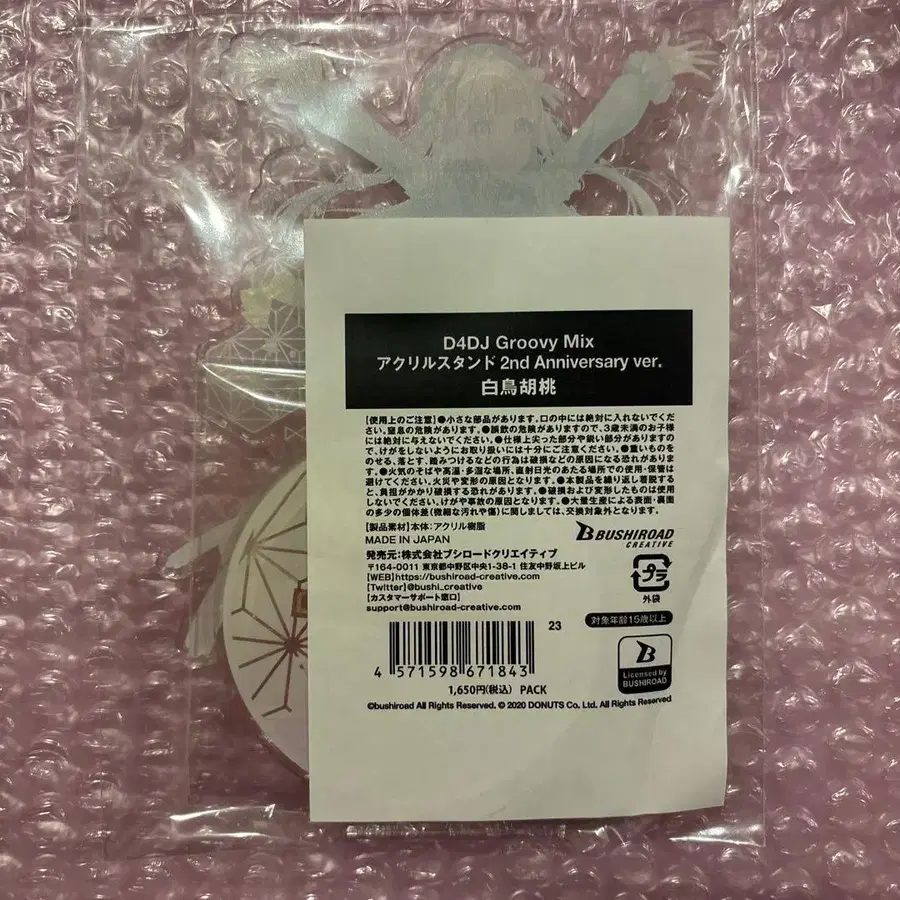 D4DJ Groovy Mix
アクリルスタンド 2nd Anniversary ver.
白鳥胡桃
【使用上のご注意】●小さな部品があります。口の中には絶対に入れないでくだ
さい。窒息の危険があります。●誤飲の危険がありますので、3歳未満のお子様
には絶対に与えないでください。●仕様上尖った部分や鋭い部分がありますの
で、けがをしないようにお取り扱いには十分にご注意ください。●重いものを
のせる、落とす、踏みつけるなどの行為は破損などの原因になる恐れがありま
す。●火気のそばや高温・多湿な場所、直射日光のあたる場所での使用・保管は
避けてください。火災や変形の原因となります。●本製品を繰り返し着脱する
と、負担がかかり破損する恐れがあります。●破損および変形したものは使用
しないでください。けがや事故の原因となります。●大量生産による表面・裏面
の多少の個体差(微細な汚れや傷)に関しましては、交換対象外となります。
【製品素材】本体:アクリル樹脂
MADE IN JAPAN
発売元:株式会社ブシロードクリエイティブ
〒164-0011 東京都中野区中央1-38-1 住友中野坂上ビル
【WEB】https://bushiroad-creative.com
【Twitter】@bushi_creative
【カスタマーサポート窓口】
support@bushiroad-creative.com
BUSHIROAD
CREATIVE
プラ
外袋
対象年齢15歳以上
23
4 571598 671843
1,650円(税込) PACK
B
Licensed by
BUSHIROAD
©bushiroad All Rights Reserved. © 2020 DONUTS Co. Ltd. All Rights Reserved